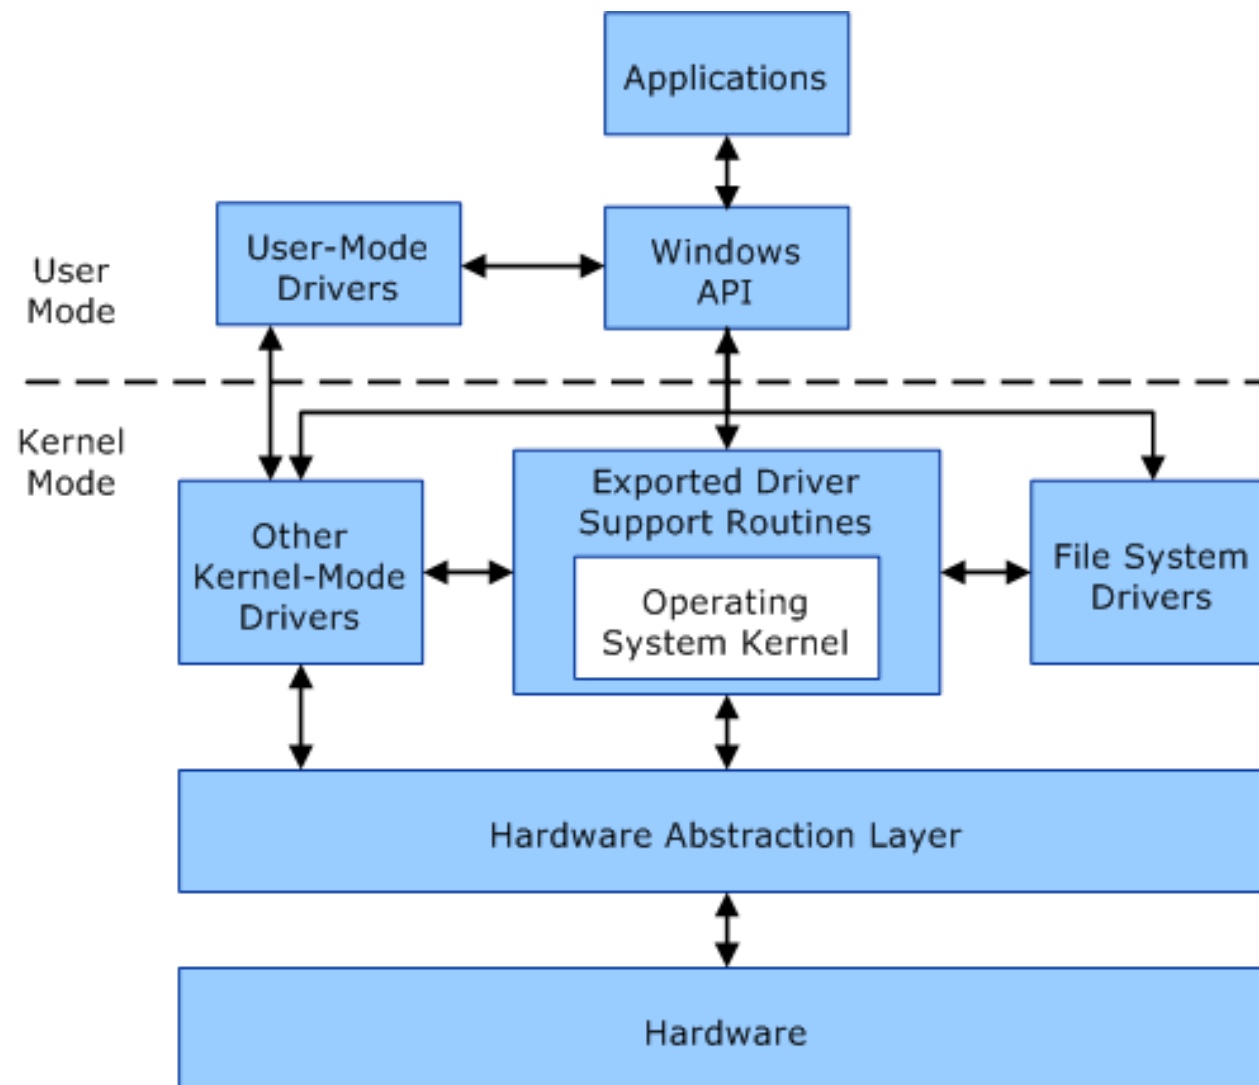 Applications
User-Mode
Drivers
Windows
API
User
Mode
Kernel
Mode
Other
Kernel-Mode
Drivers
Exported Driver
Support Routines
Operating
System Kernel
File System
Drivers
Hardware Abstraction Layer
Hardware